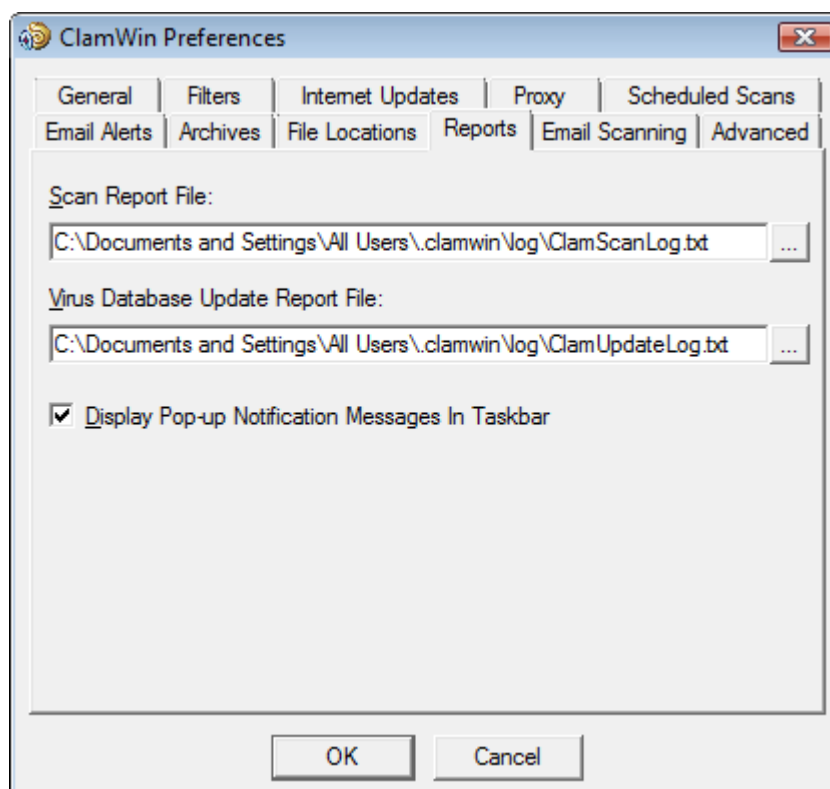 ClamWin Preferences
General Filters Internet Updates Proxy Scheduled Scans
Email Alerts Archives File Locations Reports Email Scanning Advanced
Scan Report File:
C:\Documents and Settings\All Users\.clamwin\log\ClamScanLog.txt ...
Virus Database Update Report File:
C:\Documents and Settings\All Users\.clamwin\log\ClamUpdateLog.txt ...
Display Pop-up Notification Messages In Taskbar
OK Cancel